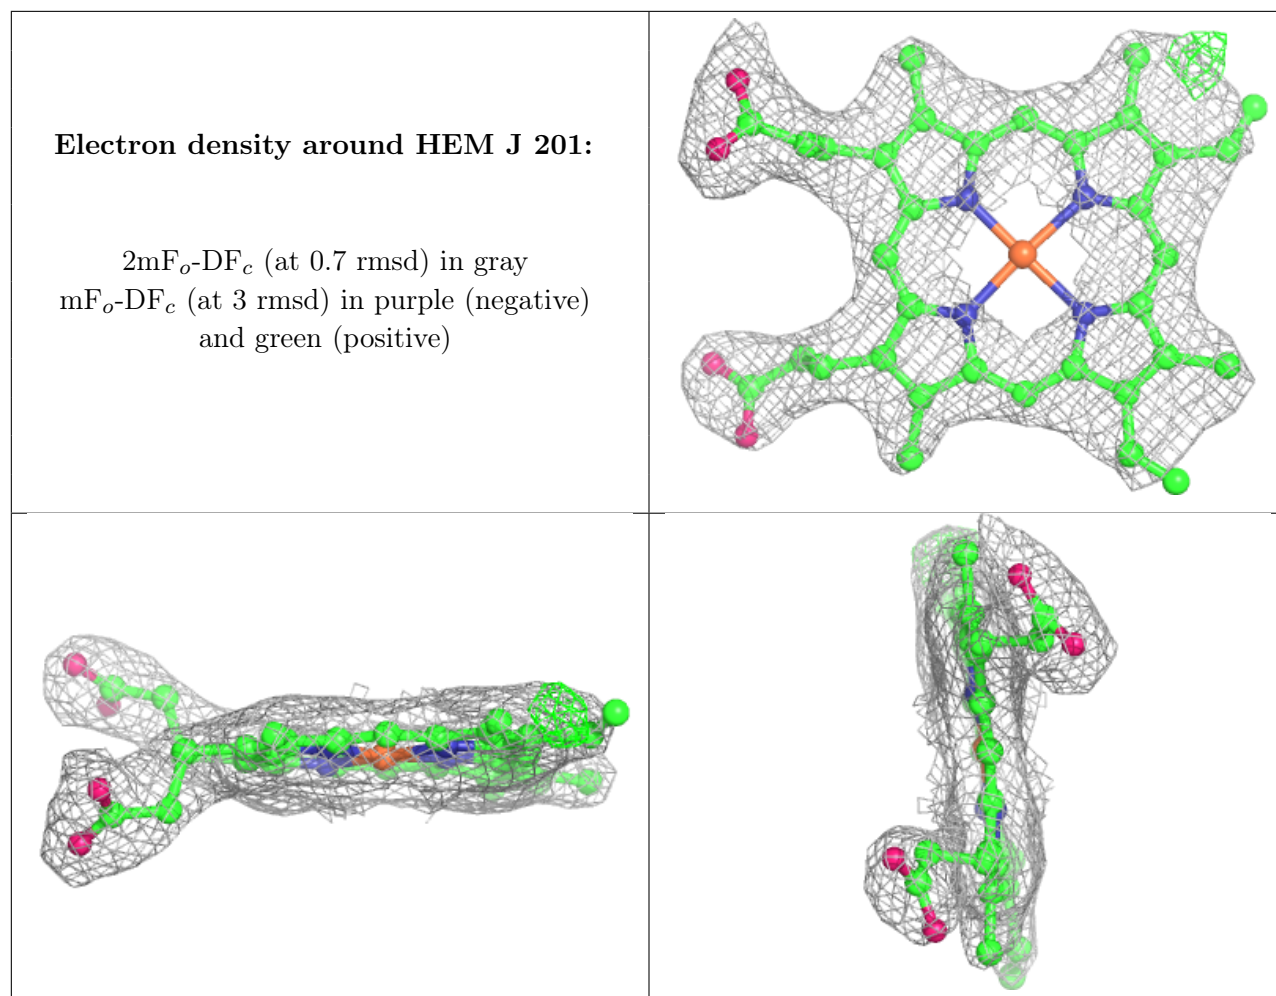 Electron density around HEM J 201:
2mFo-DFc (at 0.7 rmsd) in gray
mFo-DFc (at 3 rmsd) in purple (negative)
and green (positive)